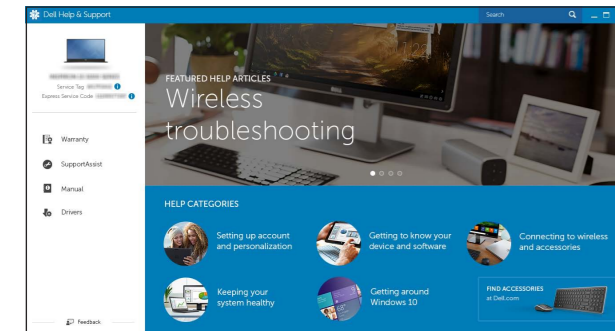 Dell Help & Support
Search
Service Tag
Express Service Code
Warranty
SupportAssist
Manual
Drivers
Feedback
FEATURED HELP ARTICLES
Wireless
troubleshooting
HELP CATEGORIES
Setting up account
and personalization
Getting to know your
device and software
Connecting to wireless
and accessories
Keeping your
system healthy
Getting around
Windows 10
FIND ACCESSORIES
at Dell.com